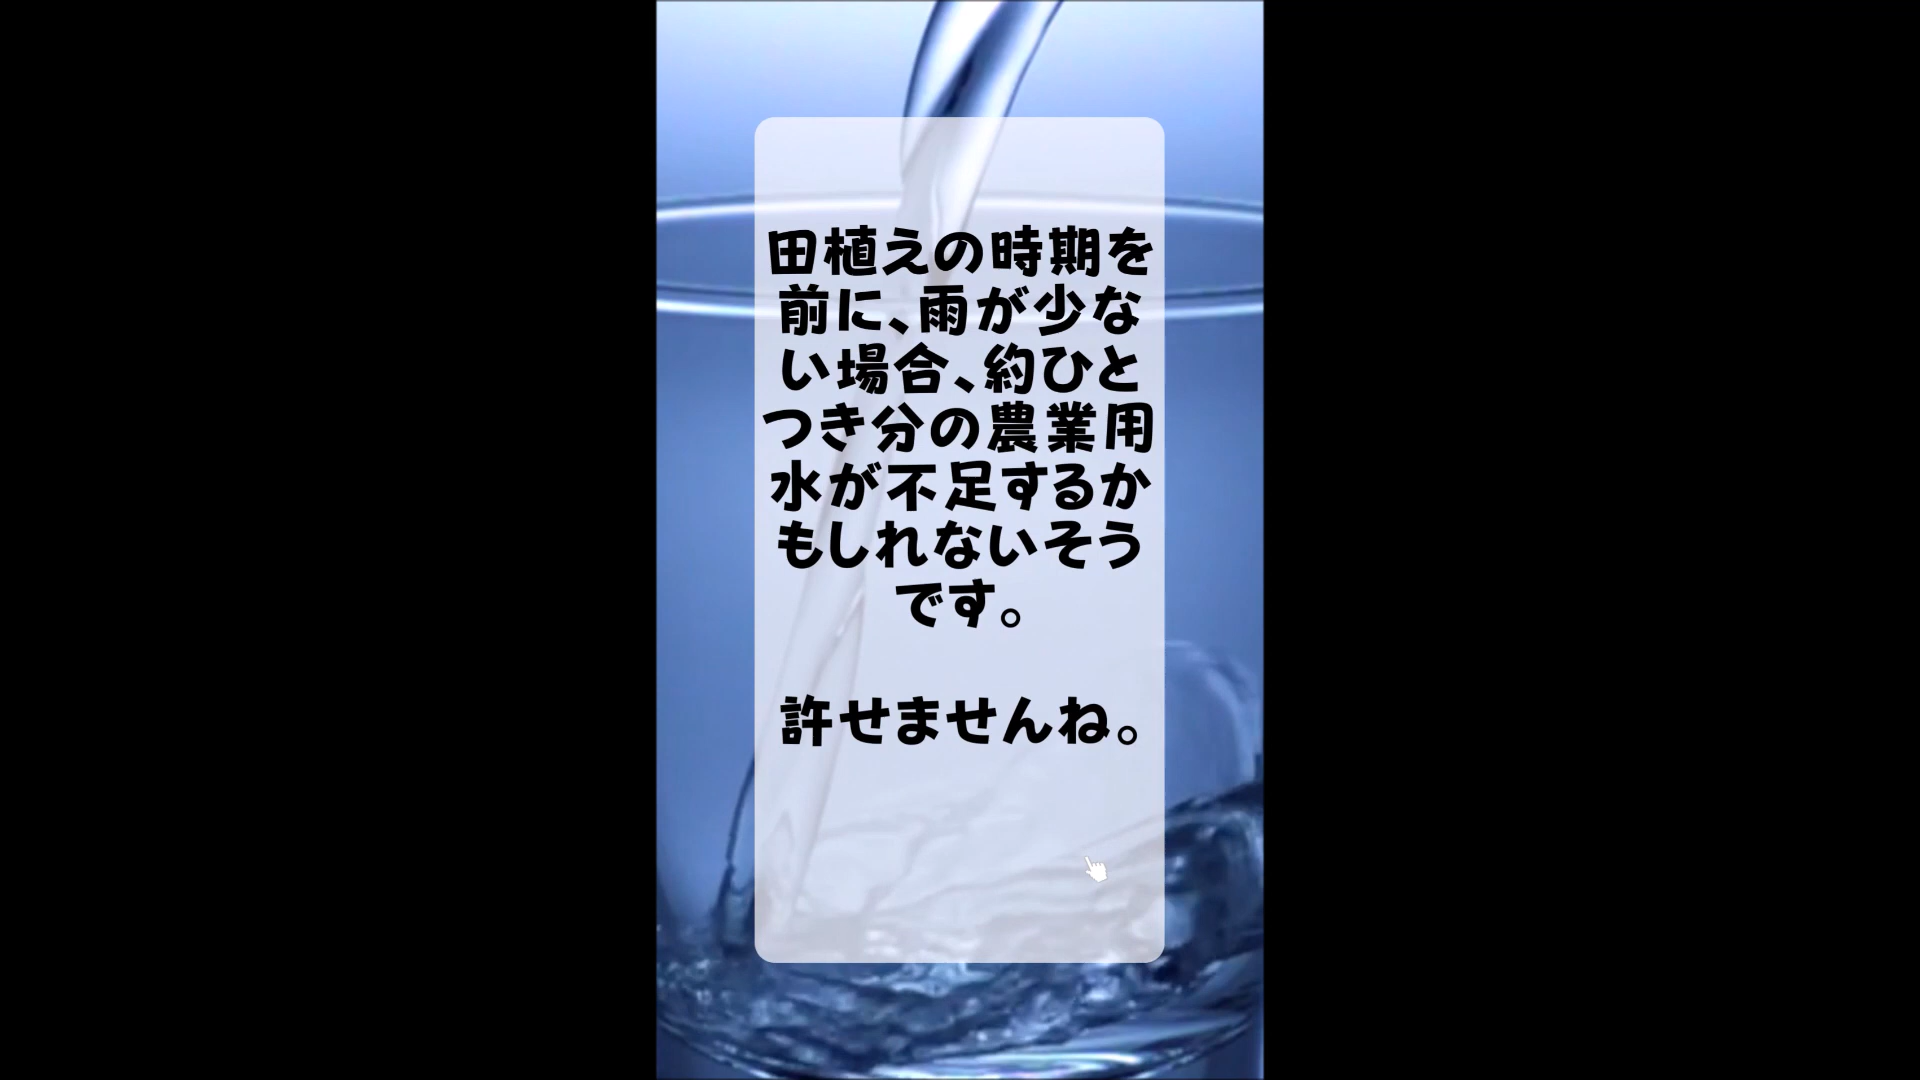 田植えの時期を
前に、雨が少な
い場合、約ひと
つき分の農業用
水が不足するか
もしれないそう
です。
許せませんね。